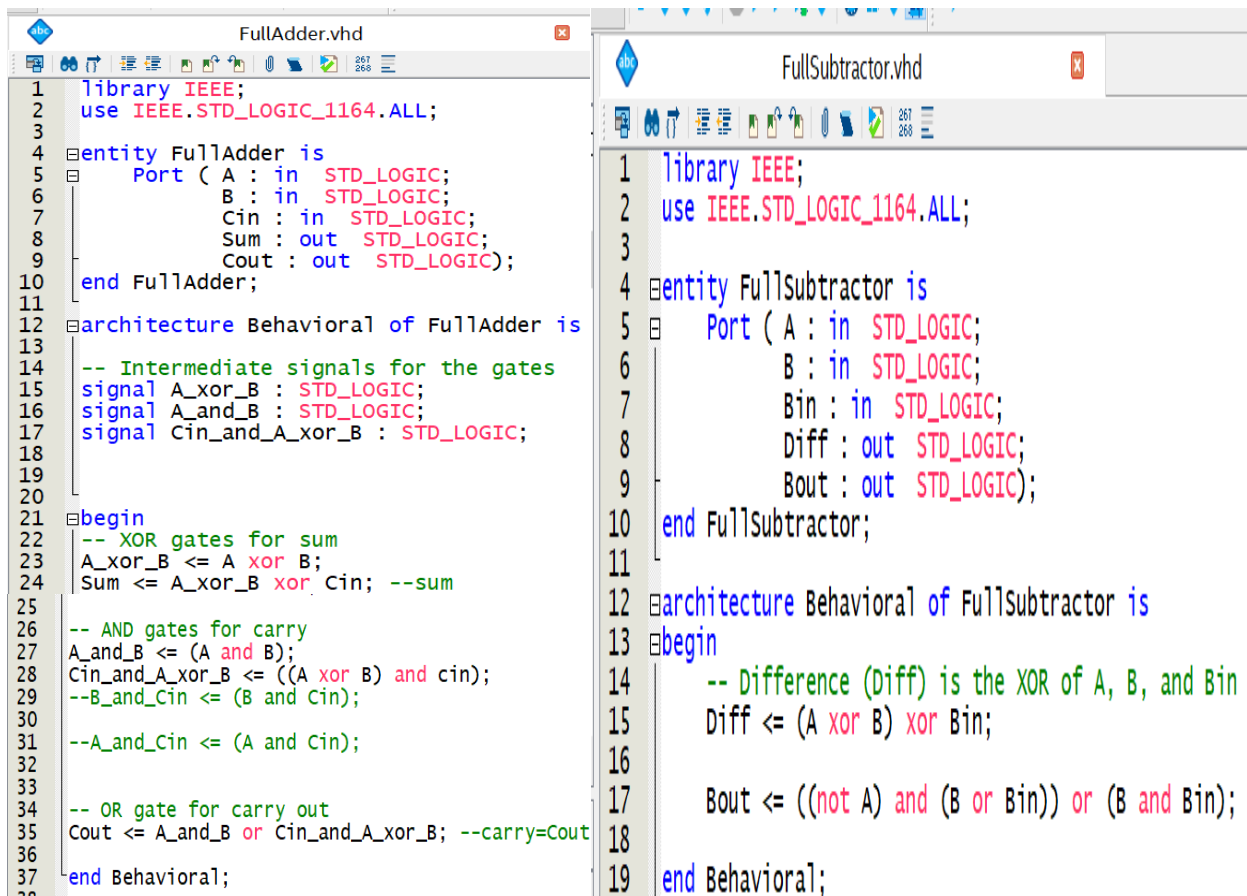 abc
FullAdder.vhd
267
268
1 library IEEE;
2 use IEEE.STD_LOGIC_1164.ALL;
3
4 entity FullAdder is
5 Port ( A : in STD_LOGIC;
6 B : in STD_LOGIC;
7 Cin : in STD_LOGIC;
8 Sum : out STD_LOGIC;
9 Cout : out STD_LOGIC);
10 end FullAdder;
11
12 architecture Behavioral of FullAdder is
13
14 -- Intermediate signals for the gates
15 signal A_xor_B : STD_LOGIC;
16 signal A_and_B : STD_LOGIC;
17 signal Cin_and_A_xor_B : STD_LOGIC;
18
19
20
21 begin
22 -- XOR gates for sum
23 A_xor_B <= A xor B;
24 Sum <= A_xor_B xor Cin; --sum
25
26 -- AND gates for carry
27 A_and_B <= (A and B);
28 Cin_and_A_xor_B <= ((A xor B) and cin);
29 --B_and_Cin <= (B and Cin);
30
31 --A_and_Cin <= (A and Cin);
32
33
34 -- OR gate for carry out
35 Cout <= A_and_B or Cin_and_A_xor_B; --carry=Cout
36
37 end Behavioral;
abc
FullSubtractor.vhd
267
268
1 library IEEE;
2 use IEEE.STD_LOGIC_1164.ALL;
3
4 entity FullSubtractor is
5 Port ( A : in STD_LOGIC;
6 B : in STD_LOGIC;
7 Bin : in STD_LOGIC;
8 Diff : out STD_LOGIC;
9 Bout : out STD_LOGIC);
10 end FullSubtractor;
11
12 architecture Behavioral of FullSubtractor is
13 begin
14 -- Difference (Diff) is the XOR of A, B, and Bin
15 Diff <= (A xor B) xor Bin;
16
17 Bout <= ((not A) and (B or Bin)) or (B and Bin);
18
19 end Behavioral;